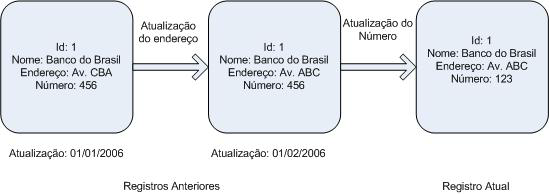 Id: 1
Nome: Banco do Brasil
Endereço: Av. CBA
Número: 456
Atualização
do endereço
Id: 1
Nome: Banco do Brasil
Endereço: Av. ABC
Número: 456
Atualização do
Número
Id: 1
Nome: Banco do Brasil
Endereço: Av. ABC
Número: 123
Atualização: 01/01/2006
Atualização: 01/02/2006
Registros Anteriores
Registro Atual